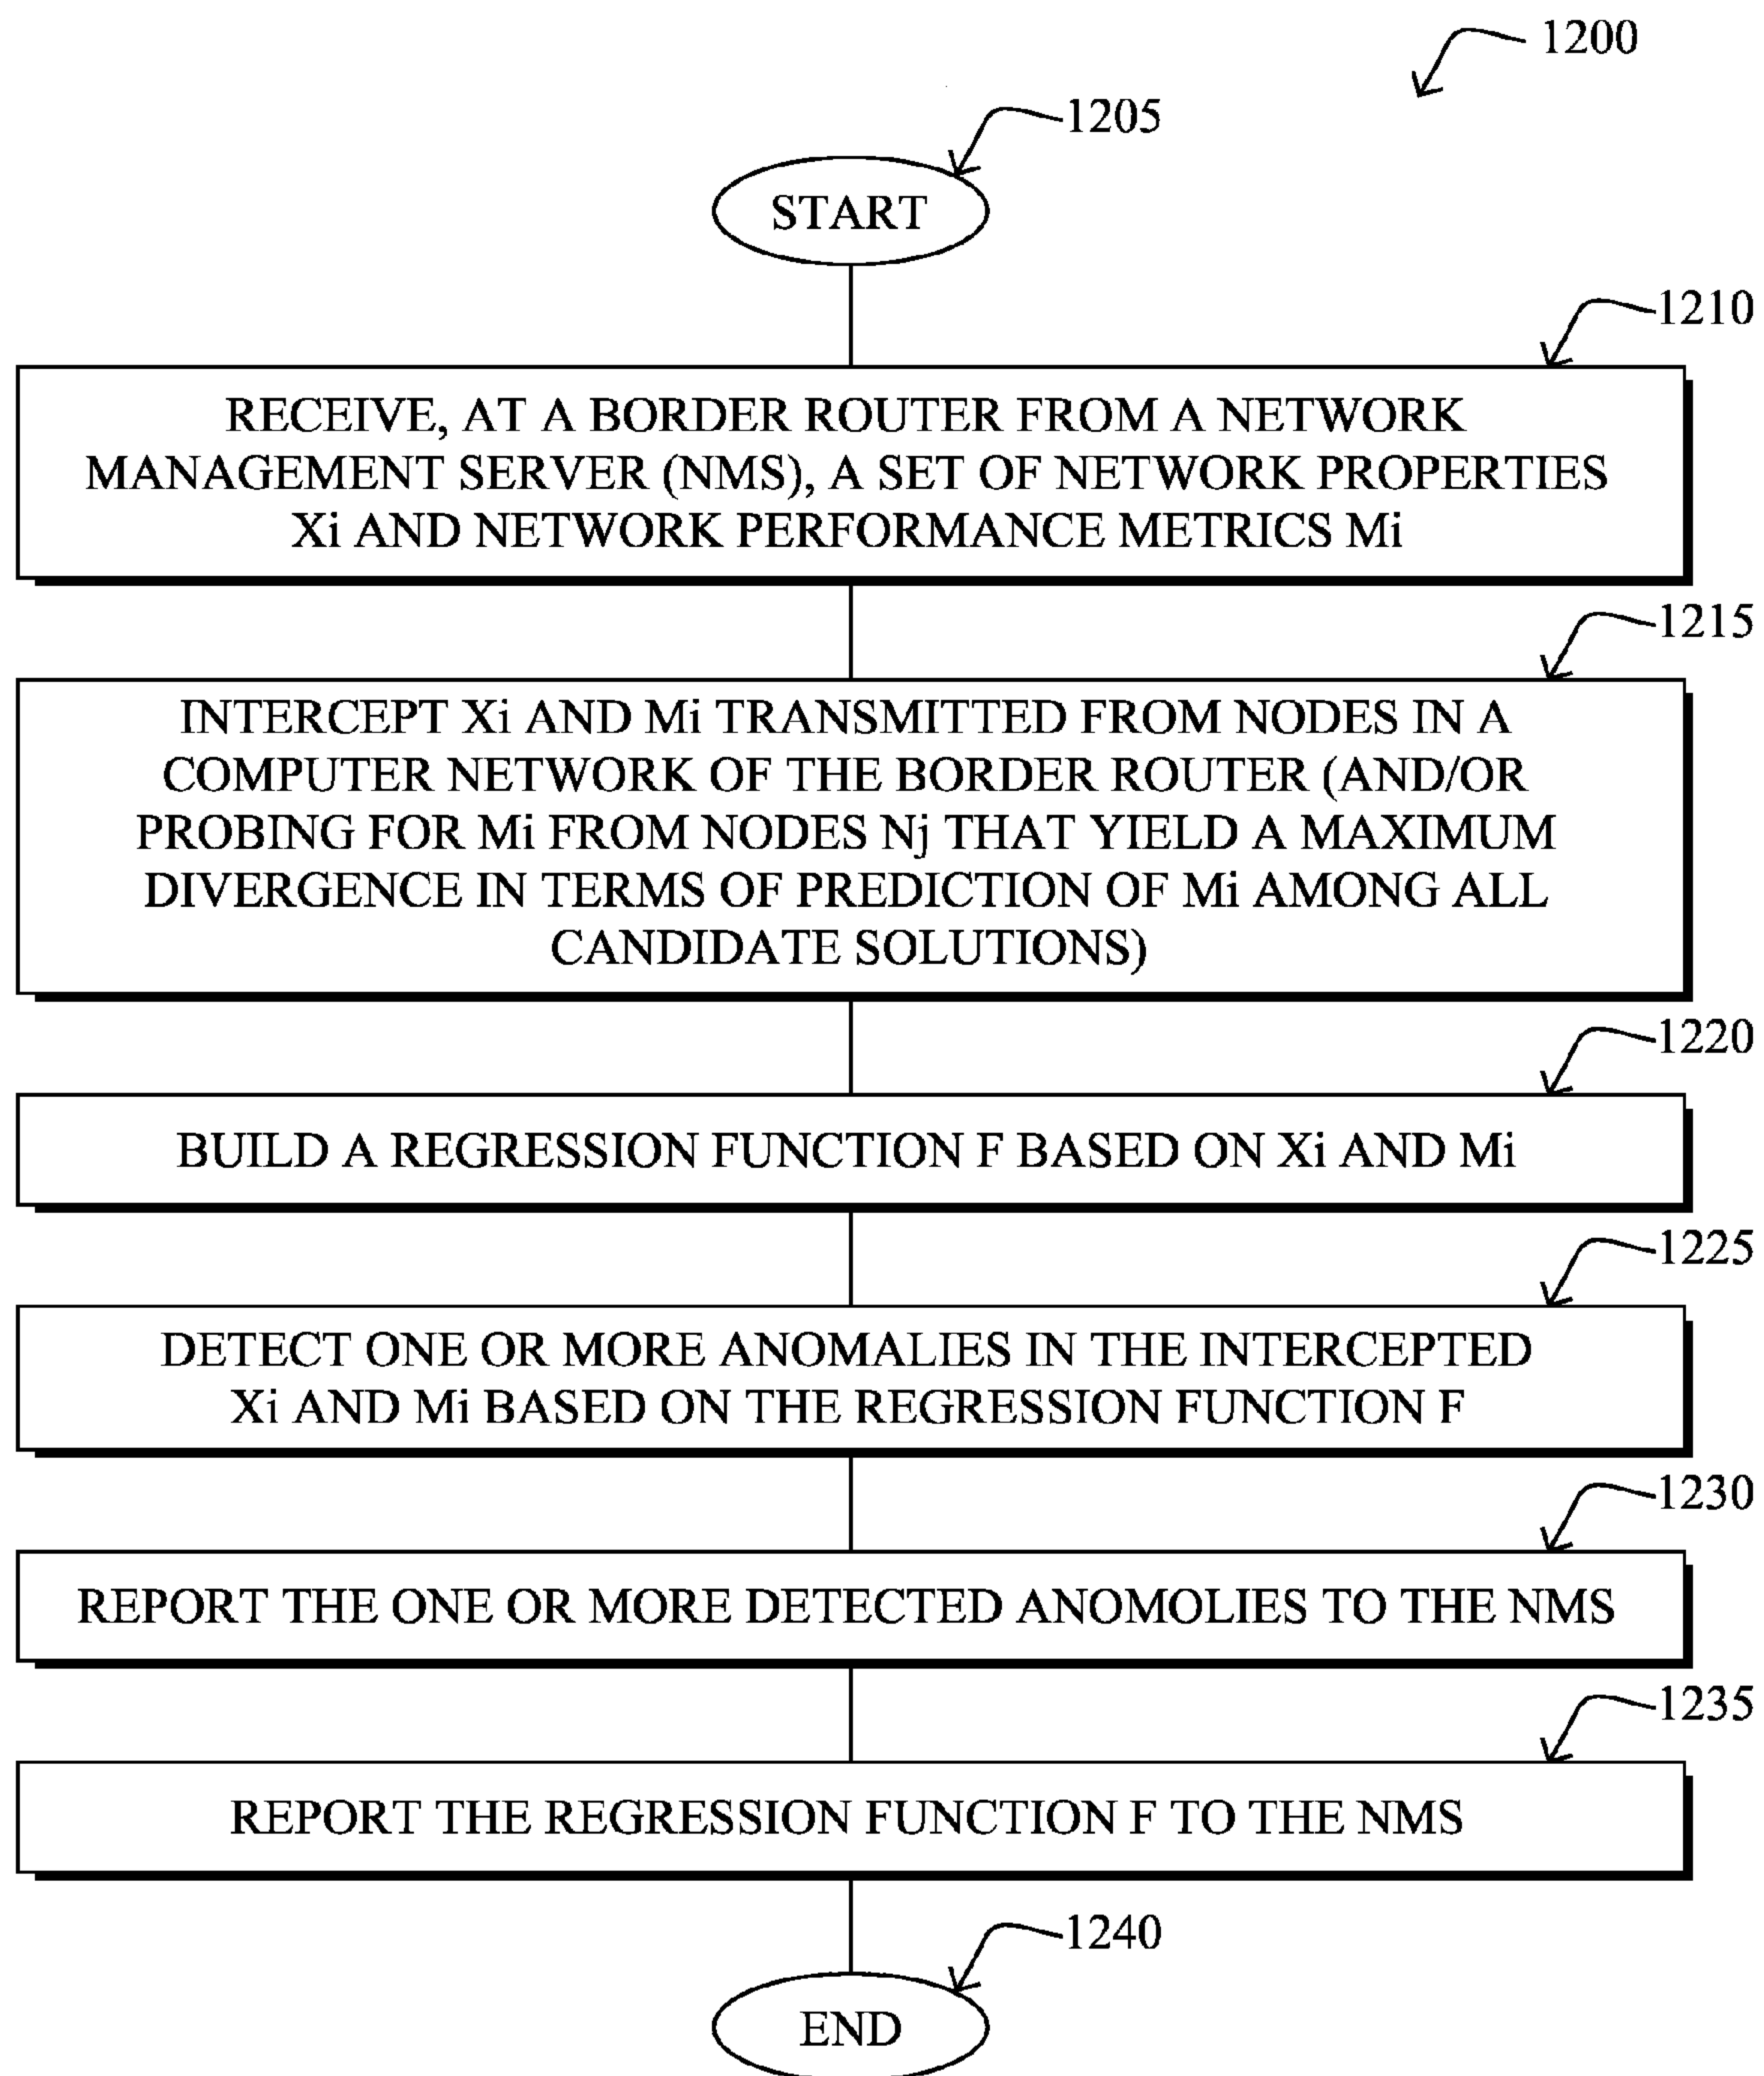 1200
1205
START
1210
RECEIVE, AT A BORDER ROUTER FROM A NETWORK
MANAGEMENT SERVER (NMS), A SET OF NETWORK PROPERTIES
Xi AND NETWORK PERFORMANCE METRICS Mi
1215
INTERCEPT Xi AND Mi TRANSMITTED FROM NODES IN A
COMPUTER NETWORK OF THE BORDER ROUTER (AND/OR
PROBING FOR Mi FROM NODES Nj THAT YIELD A MAXIMUM
DIVERGENCE IN TERMS OF PREDICTION OF Mi AMONG ALL
CANDIDATE SOLUTIONS)
1220
BUILD A REGRESSION FUNCTION F BASED ON Xi AND Mi
1225
DETECT ONE OR MORE ANOMALIES IN THE INTERCEPTED
Xi AND Mi BASED ON THE REGRESSION FUNCTION F
1230
REPORT THE ONE OR MORE DETECTED ANOMOLIES TO THE NMS
1235
REPORT THE REGRESSION FUNCTION F TO THE NMS
1240
END